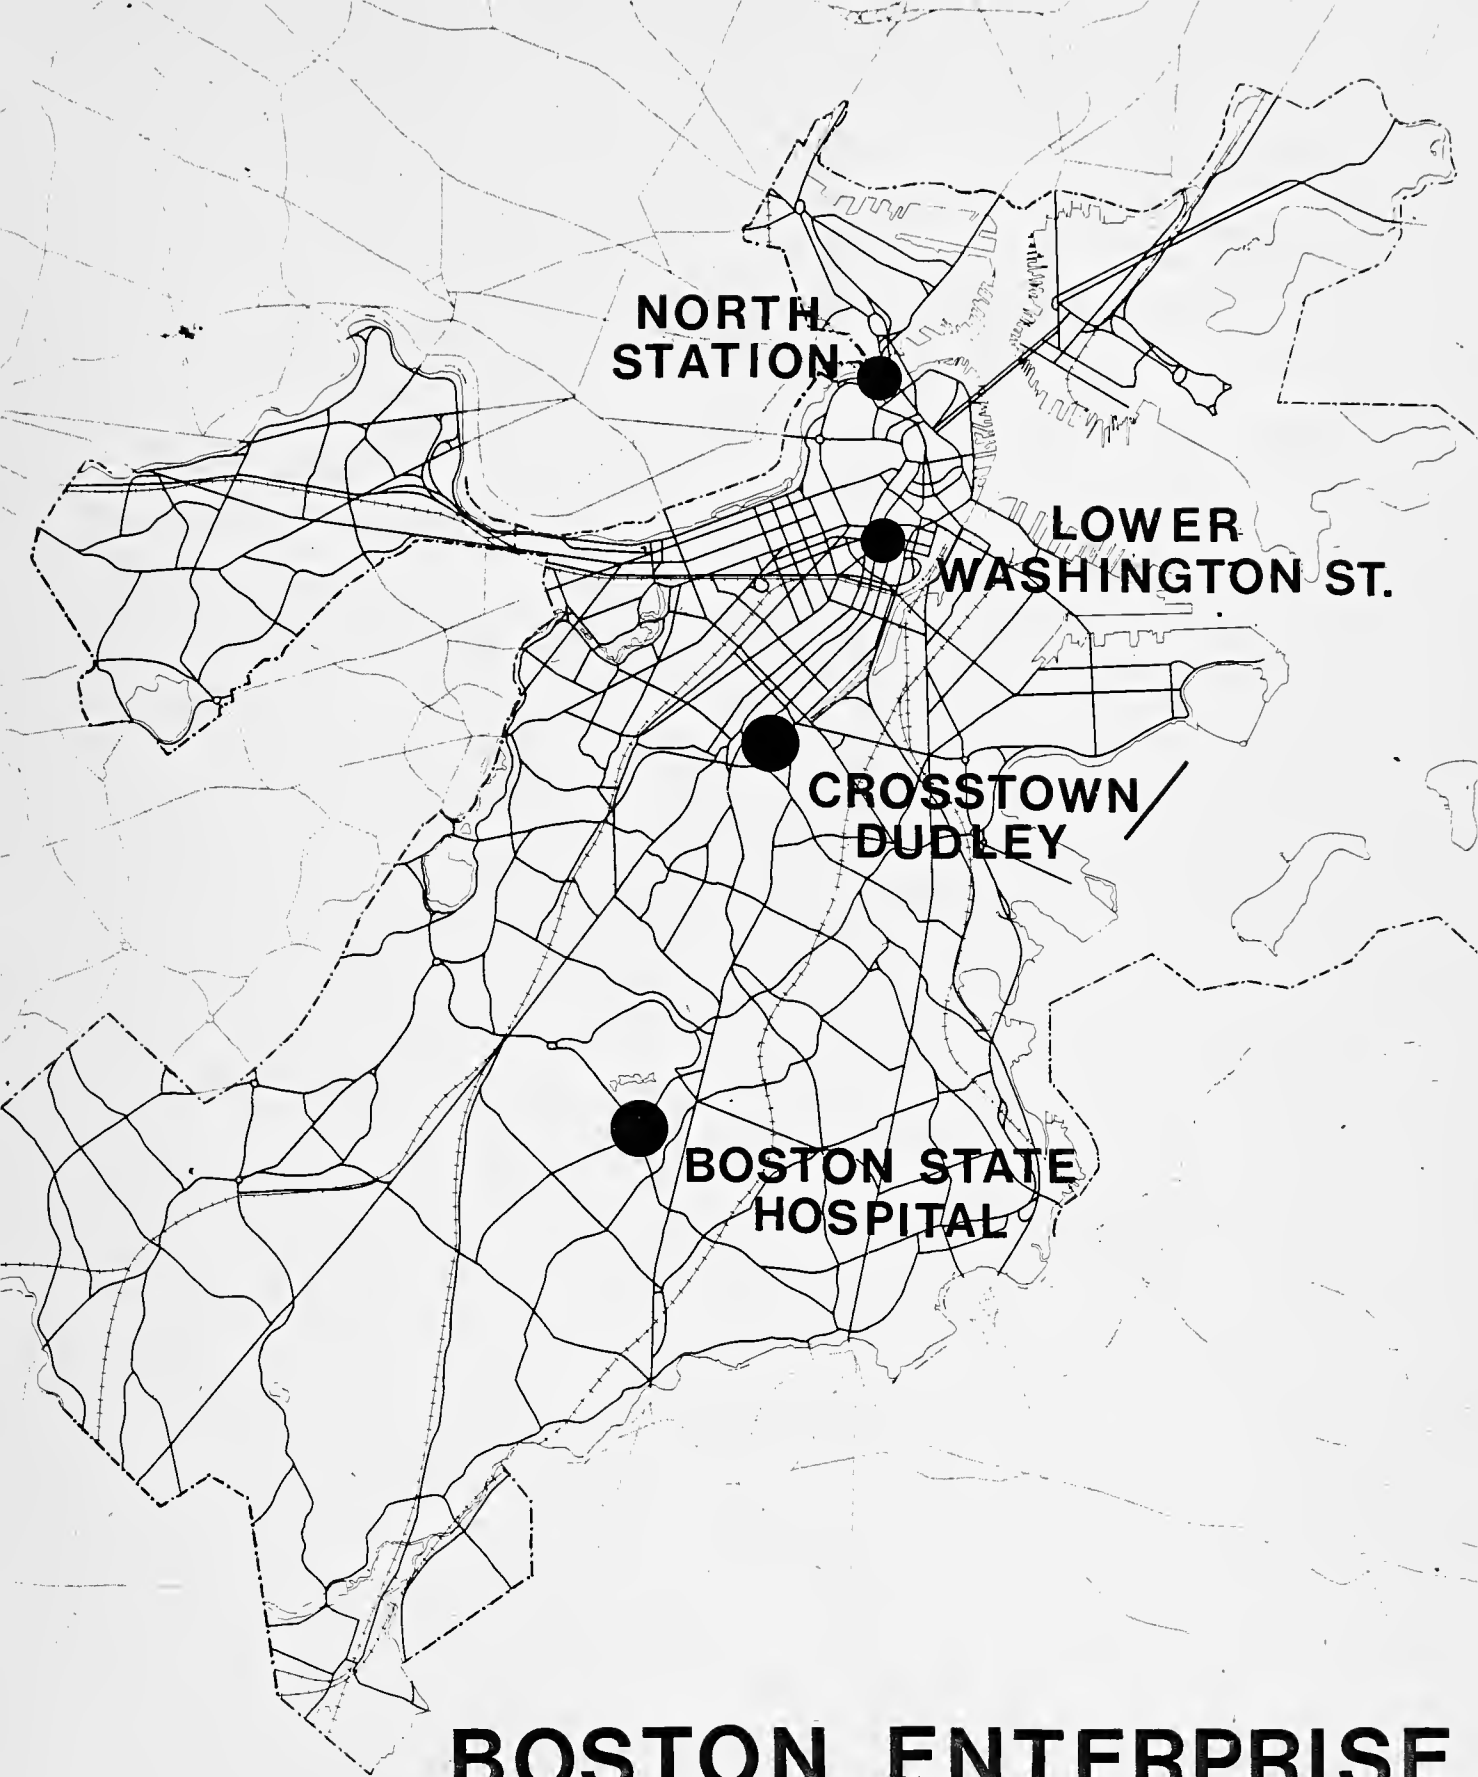 NORTH
STATION
LOWER
WASHINGTON ST.
CROSSTOWN/
DUDLEY
BOSTON STATE
HOSPITAL
BOSTON ENTERPRISE